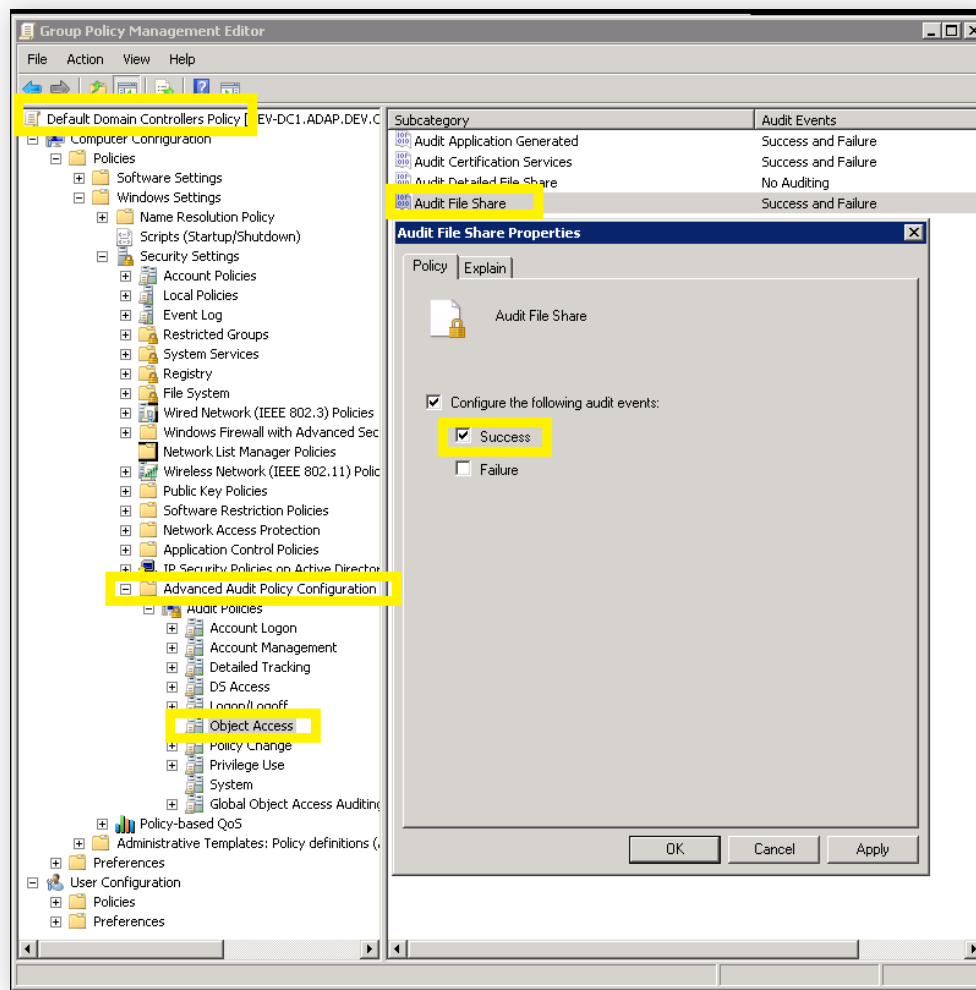 Group Policy Management Editor
File Action View Help
Default Domain Controllers Policy [ EV-DC1.ADAP.DEV.C
Computer Configuration
Policies
Software Settings
Windows Settings
Name Resolution Policy
Scripts (Startup/Shutdown)
Security Settings
Account Policies
Local Policies
Event Log
Restricted Groups
System Services
Registry
File System
Wired Network (IEEE 802.3) Policies
Windows Firewall with Advanced Sec
Network List Manager Policies
Wireless Network (IEEE 802.11) Polic
Public Key Policies
Software Restriction Policies
Network Access Protection
Application Control Policies
IP Security Policies on Active Director
Advanced Audit Policy Configuration
Audit Policies
Account Logon
Account Management
Detailed Tracking
DS Access
Logon/Logoff
Object Access
Policy Change
Privilege Use
System
Global Object Access Auditing
Policy-based QoS
Administrative Templates: Policy definitions (
Preferences
User Configuration
Policies
Preferences
Subcategory Audit Events
Audit Application Generated Success and Failure
Audit Certification Services Success and Failure
Audit Detailed File Share No Auditing
Audit File Share Success and Failure
Audit File Share Properties
Policy Explain
Audit File Share
Configure the following audit events:
Success
Failure
OK Cancel Apply